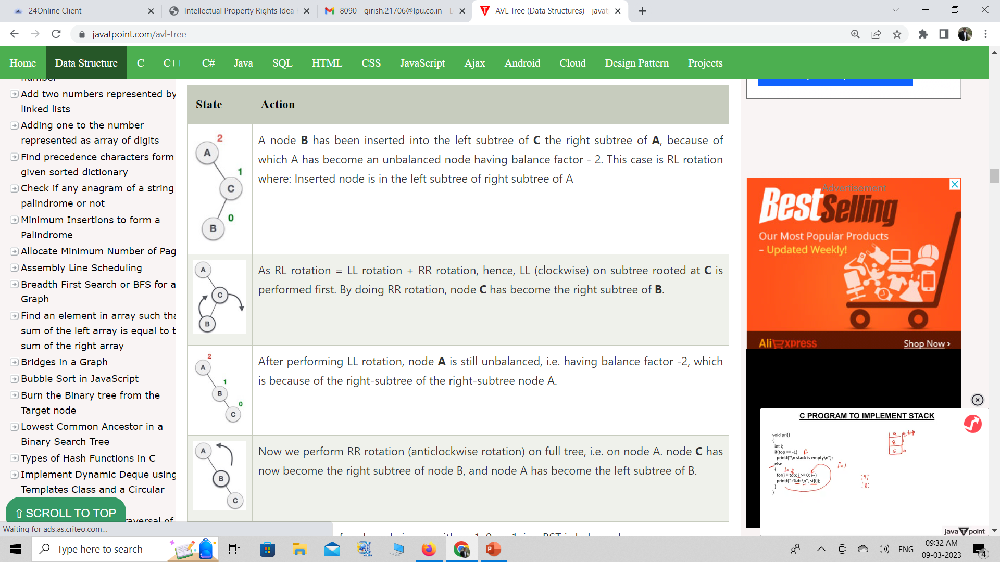 24Online Client
Intellectual Property Rights Idea
8090 - girish.21706@lpu.co.in - L
AVL Tree (Data Structures) - javat
javatpoint.com/avl-tree
Home Data Structure C C++ C# Java SQL HTML CSS JavaScript Ajax Android Cloud Design Pattern Projects
number
Add two numbers represented by
linked lists
Adding one to the number
represented as array of digits
Find precedence characters form
given sorted dictionary
Check if any anagram of a string
palindrome or not
Minimum Insertions to form a
Palindrome
Allocate Minimum Number of Pag
Assembly Line Scheduling
Breadth First Search or BFS for a
Graph
Find an element in array such tha
sum of the left array is equal to t
sum of the right array
Bridges in a Graph
Bubble Sort in JavaScript
Burn the Binary tree from the
Target node
Lowest Common Ancestor in a
Binary Search Tree
Types of Hash Functions in C
Implement Dynamic Deque using
Templates Class and a Circular
⇧ SCROLL TO TOP
raversal of
Waiting for ads.as.criteo.com...
State Action
2
A
1
C
0
B
A node B has been inserted into the left subtree of C the right subtree of A, because of
which A has become an unbalanced node having balance factor - 2. This case is RL rotation
where: Inserted node is in the left subtree of right subtree of A
A
C
B
As RL rotation = LL rotation + RR rotation, hence, LL (clockwise) on subtree rooted at C is
performed first. By doing RR rotation, node C has become the right subtree of B.
2
A
1
B
0
C
After performing LL rotation, node A is still unbalanced, i.e. having balance factor -2, which
is because of the right-subtree of the right-subtree node A.
A
B
C
Now we perform RR rotation (anticlockwise rotation) on full tree, i.e. on node A. node C has
now become the right subtree of node B, and node A has become the left subtree of B.
Advertisement
BestSelling
Our Most Popular Products
– Updated Weekly!
AliExpress
Shop Now ›
C PROGRAM TO IMPLEMENT STACK
void pri()
{
int i;
if(top == -1) F
printf("\n stack is empty\n");
else
{ i=2 i=1
for(i = top; i >= 0; i--)
printf(" :%d: \n", st[i]);
}
}
9 2 top
8 1
5 0
:9:
:8:
javaTpoint
Type here to search
ENG
09:32 AM
09-03-2023
4